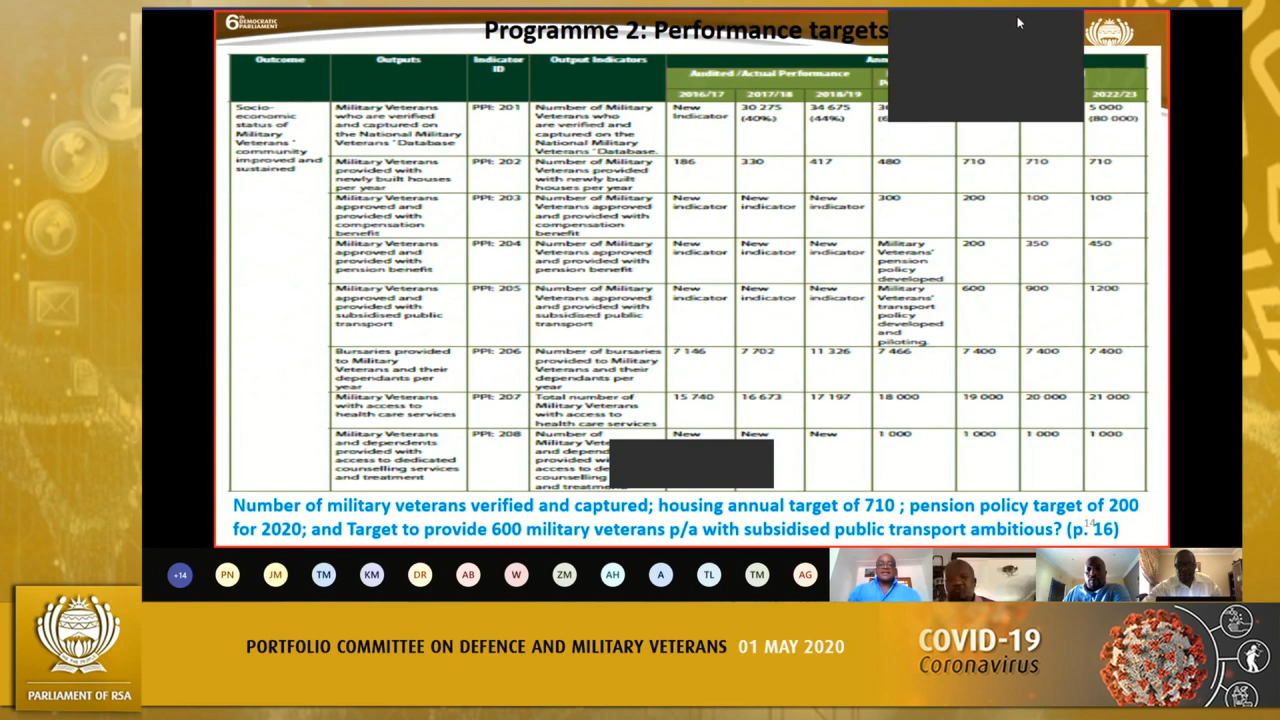 6TH DEMOCRATIC
PARLIAMENT
Programme 2: Performance targets
Outcome
Outputs
Indicator
ID
Output Indicators
Audited /Actual Performance
2016/17
2017/18
2018/19
2022/23
Socio-
economic
status of
Military
Veterans '
community
improved and
sustained
Military Veterans
who are verified
and captured on
the National Military
Veterans ' Database
PPI: 201
Number of Military
Veterans who
are verified and
captured on the
National Military
Veterans ' Database.
New
Indicator
30 275
(40%)
34 675
(44%)
5 000
(80 000)
Military Veterans
provided with
newly built houses
per year
PPI: 202
Number of Military
Veterans provided
with newly built
houses per year
186
330
417
480
710
710
710
Military Veterans
approved and
provided with
compensation
benefit
PPI: 203
Number of Military
Veterans approved
and provided with
compensation
benefit
New
indicator
New
indicator
New
indicator
300
200
100
100
Military Veterans
approved and
provided with
pension benefit
PPI: 204
Number of Military
Veterans approved
and provided with
pension benefit
New
indicator
New
indicator
New
indicator
Military
Veterans'
pension
policy
developed
200
350
450
Military Veterans
approved and
provided with
subsidised public
transport
PPI: 205
Number of Military
Veterans approved
and provided with
subsidised public
transport
New
indicator
New
indicator
New
indicator
Military
Veterans'
transport
policy
developed
and
piloting.
600
900
1200
Bursaries provided
to Military
Veterans and their
dependants per
year
PPI: 206
Number of bursaries
provided to Military
Veterans and their
dependants per
year
7 146
7 702
11 326
7 466
7 400
7 400
7 400
Military Veterans
with access to
health care services
PPI: 207
Total number of
Military Veterans
with access to
health care services
15 740
16 673
17 197
18 000
19 000
20 000
21 000
Military Veterans
and dependents
provided with
access to dedicated
counselling services
and treatment
PPI: 208
Number of
Military
and
provided
access to
counselling
and
New
New
New
1 000
1 000
1 000
1 000
Number of military veterans verified and captured; housing annual target of 710 ; pension policy target of 200
for 2020; and Target to provide 600 military veterans p/a with subsidised public transport ambitious? (p. 16)
14
+14
PN
JM
TM
KM
DR
AB
W
ZM
AH
A
TL
TM
AG
PARLIAMENT OF RSA
PORTFOLIO COMMITTEE ON DEFENCE AND MILITARY VETERANS 01 MAY 2020
COVID-19
Coronavirus